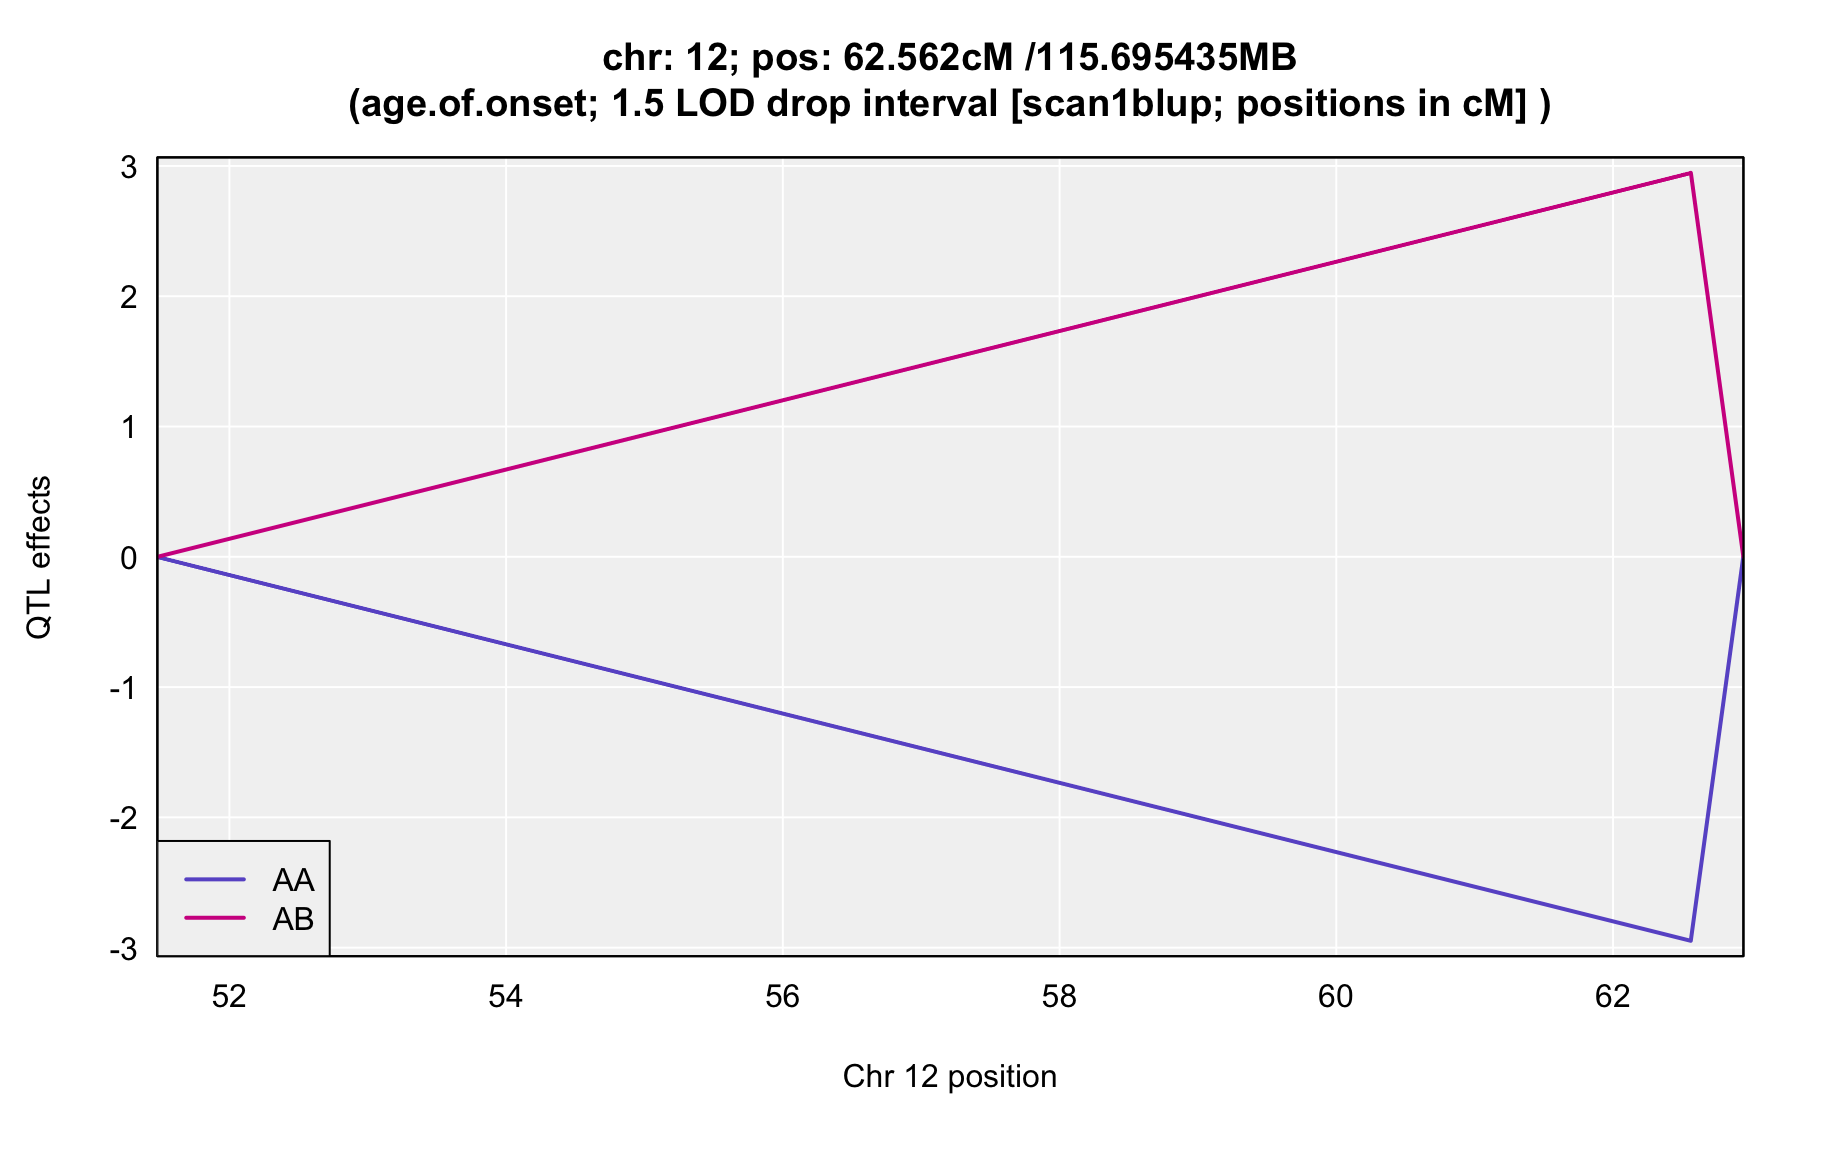 chr: 12; pos: 62.562cM /115.695435MB
(age.of.onset; 1.5 LOD drop interval [scan1blup; positions in cM] )
3
2
1
0
-1
-2
-3
QTL effects
AA
AB
52 54 56 58 60 62
Chr 12 position